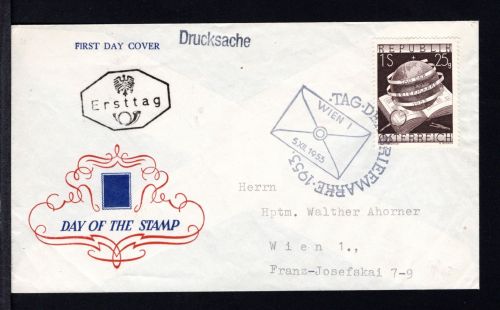 FIRST DAY COVER
Drucksache
Ersttag
REPUBLIK
1S +25g
ÖSTERREICH
TAG·DER·BRIEFMARKE·1953
WIEN 1
5.XII.1953
DAY OF THE STAMP
Herrn
Hptm. Walther Ahorner
Wien 1.,
Franz-Josefskai 7-9